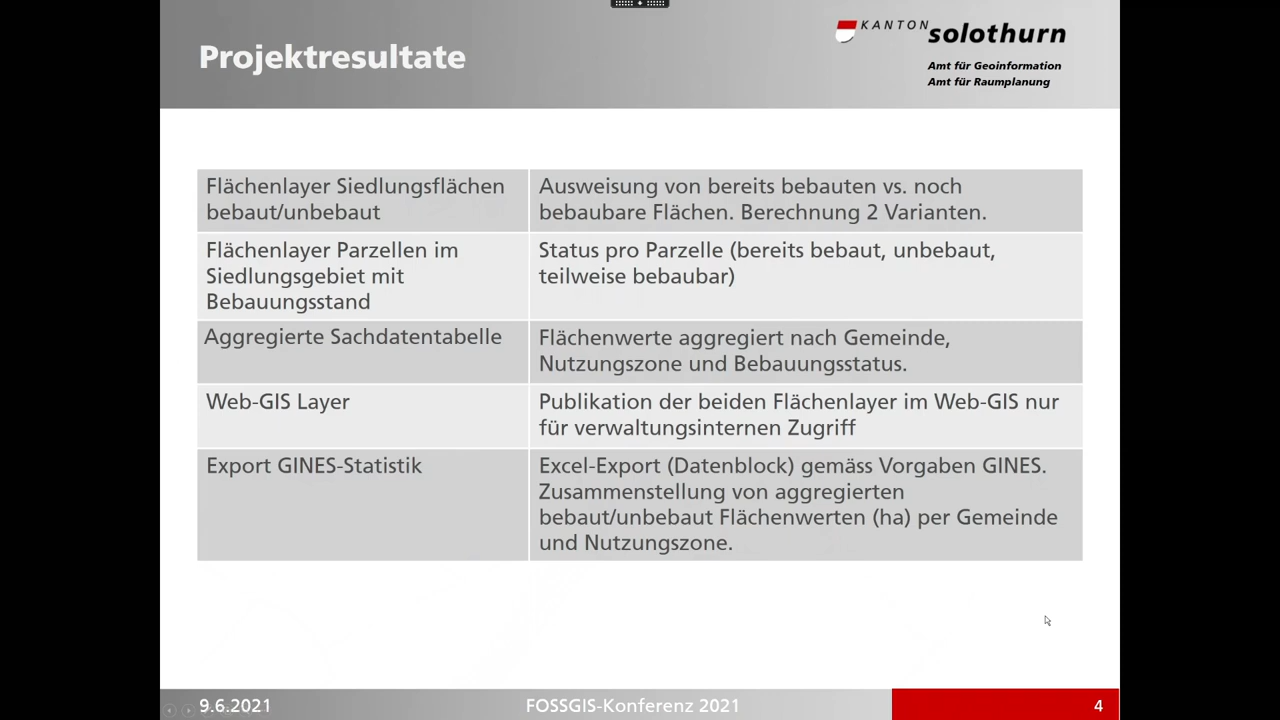 Projektresultate
KANTON solothurn
Amt für Geoinformation
Amt für Raumplanung
Flächenlayer Siedlungsflächen
bebaut/unbebaut
Ausweisung von bereits bebauten vs. noch
bebaubare Flächen. Berechnung 2 Varianten.
Flächenlayer Parzellen im
Siedlungsgebiet mit
Bebauungsstand
Status pro Parzelle (bereits bebaut, unbebaut,
teilweise bebaubar)
Aggregierte Sachdatentabelle
Flächenwerte aggregiert nach Gemeinde,
Nutzungszone und Bebauungsstatus.
Web-GIS Layer
Publikation der beiden Flächenlayer im Web-GIS nur
für verwaltungsinternen Zugriff
Export GINES-Statistik
Excel-Export (Datenblock) gemäss Vorgaben GINES.
Zusammenstellung von aggregierten
bebaut/unbebaut Flächenwerten (ha) per Gemeinde
und Nutzungszone.
9.6.2021
FOSSGIS-Konferenz 2021
4